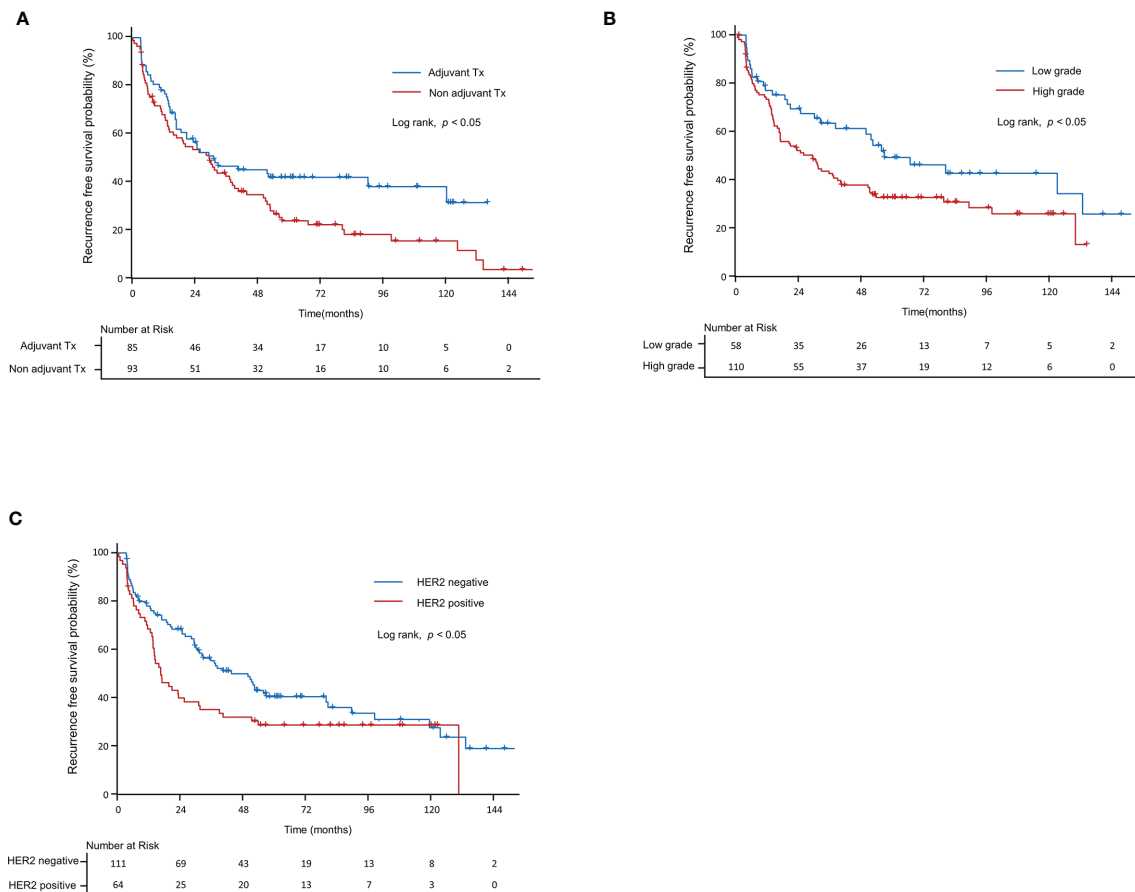 A
Recurrence free survival probability (%)
100
80
60
40
20
0
Adjuvant Tx
Non adjuvant Tx
Log rank, p < 0.05
0 24 48 72 96 120 144
Time(months)
Number at Risk
Adjuvant Tx 85 46 34 17 10 5 0
Non adjuvant Tx 93 51 32 16 10 6 2
B
Recurrence free survival probability (%)
100
80
60
40
20
0
Low grade
High grade
Log rank, p < 0.05
0 24 48 72 96 120 144
Time(months)
Number at Risk
Low grade 58 35 26 13 7 5 2
High grade 110 55 37 19 12 6 0
C
Recurrence free survival probability (%)
100
80
60
40
20
0
HER2 negative
HER2 positive
Log rank, p < 0.05
0 24 48 72 96 120 144
Time (months)
Number at Risk
HER2 negative 111 69 43 19 13 8 2
HER2 positive 64 25 20 13 7 3 0